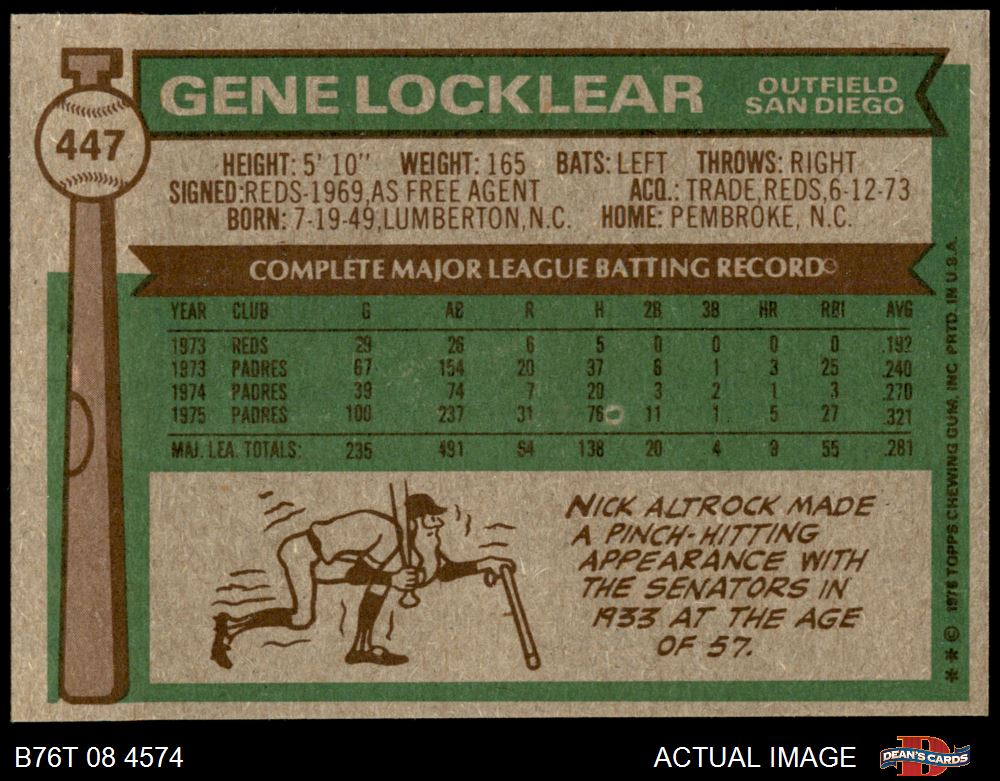 447
GENE LOCKLEAR
OUTFIELD
SAN DIEGO
HEIGHT: 5' 10" WEIGHT: 165 BATS: LEFT THROWS: RIGHT
SIGNED:REDS-1969,AS FREE AGENT ACQ.: TRADE,REDS,6-12-73
BORN: 7-19-49,LUMBERTON,N.C. HOME: PEMBROKE, N.C.
COMPLETE MAJOR LEAGUE BATTING RECORD
YEAR CLUB G AB R H 2B 3B HR RBI AVG
1973 REDS 29 26 6 5 0 0 0 0 .192
1973 PADRES 67 154 20 37 6 1 3 25 .240
1974 PADRES 39 74 7 20 3 2 1 3 .270
1975 PADRES 100 237 31 76 11 1 5 27 .321
MAJ. LEA. TOTALS: 235 491 64 138 20 4 9 55 .281
NICK ALTROCK MADE
A PINCH-HITTING
APPEARANCE WITH
THE SENATORS IN
1933 AT THE AGE
OF 57.
** © 1976 TOPPS CHEWING GUM, INC. PRTD. IN U.S.A.
B76T 08 4574
ACTUAL IMAGE
DEAN'S CARDS